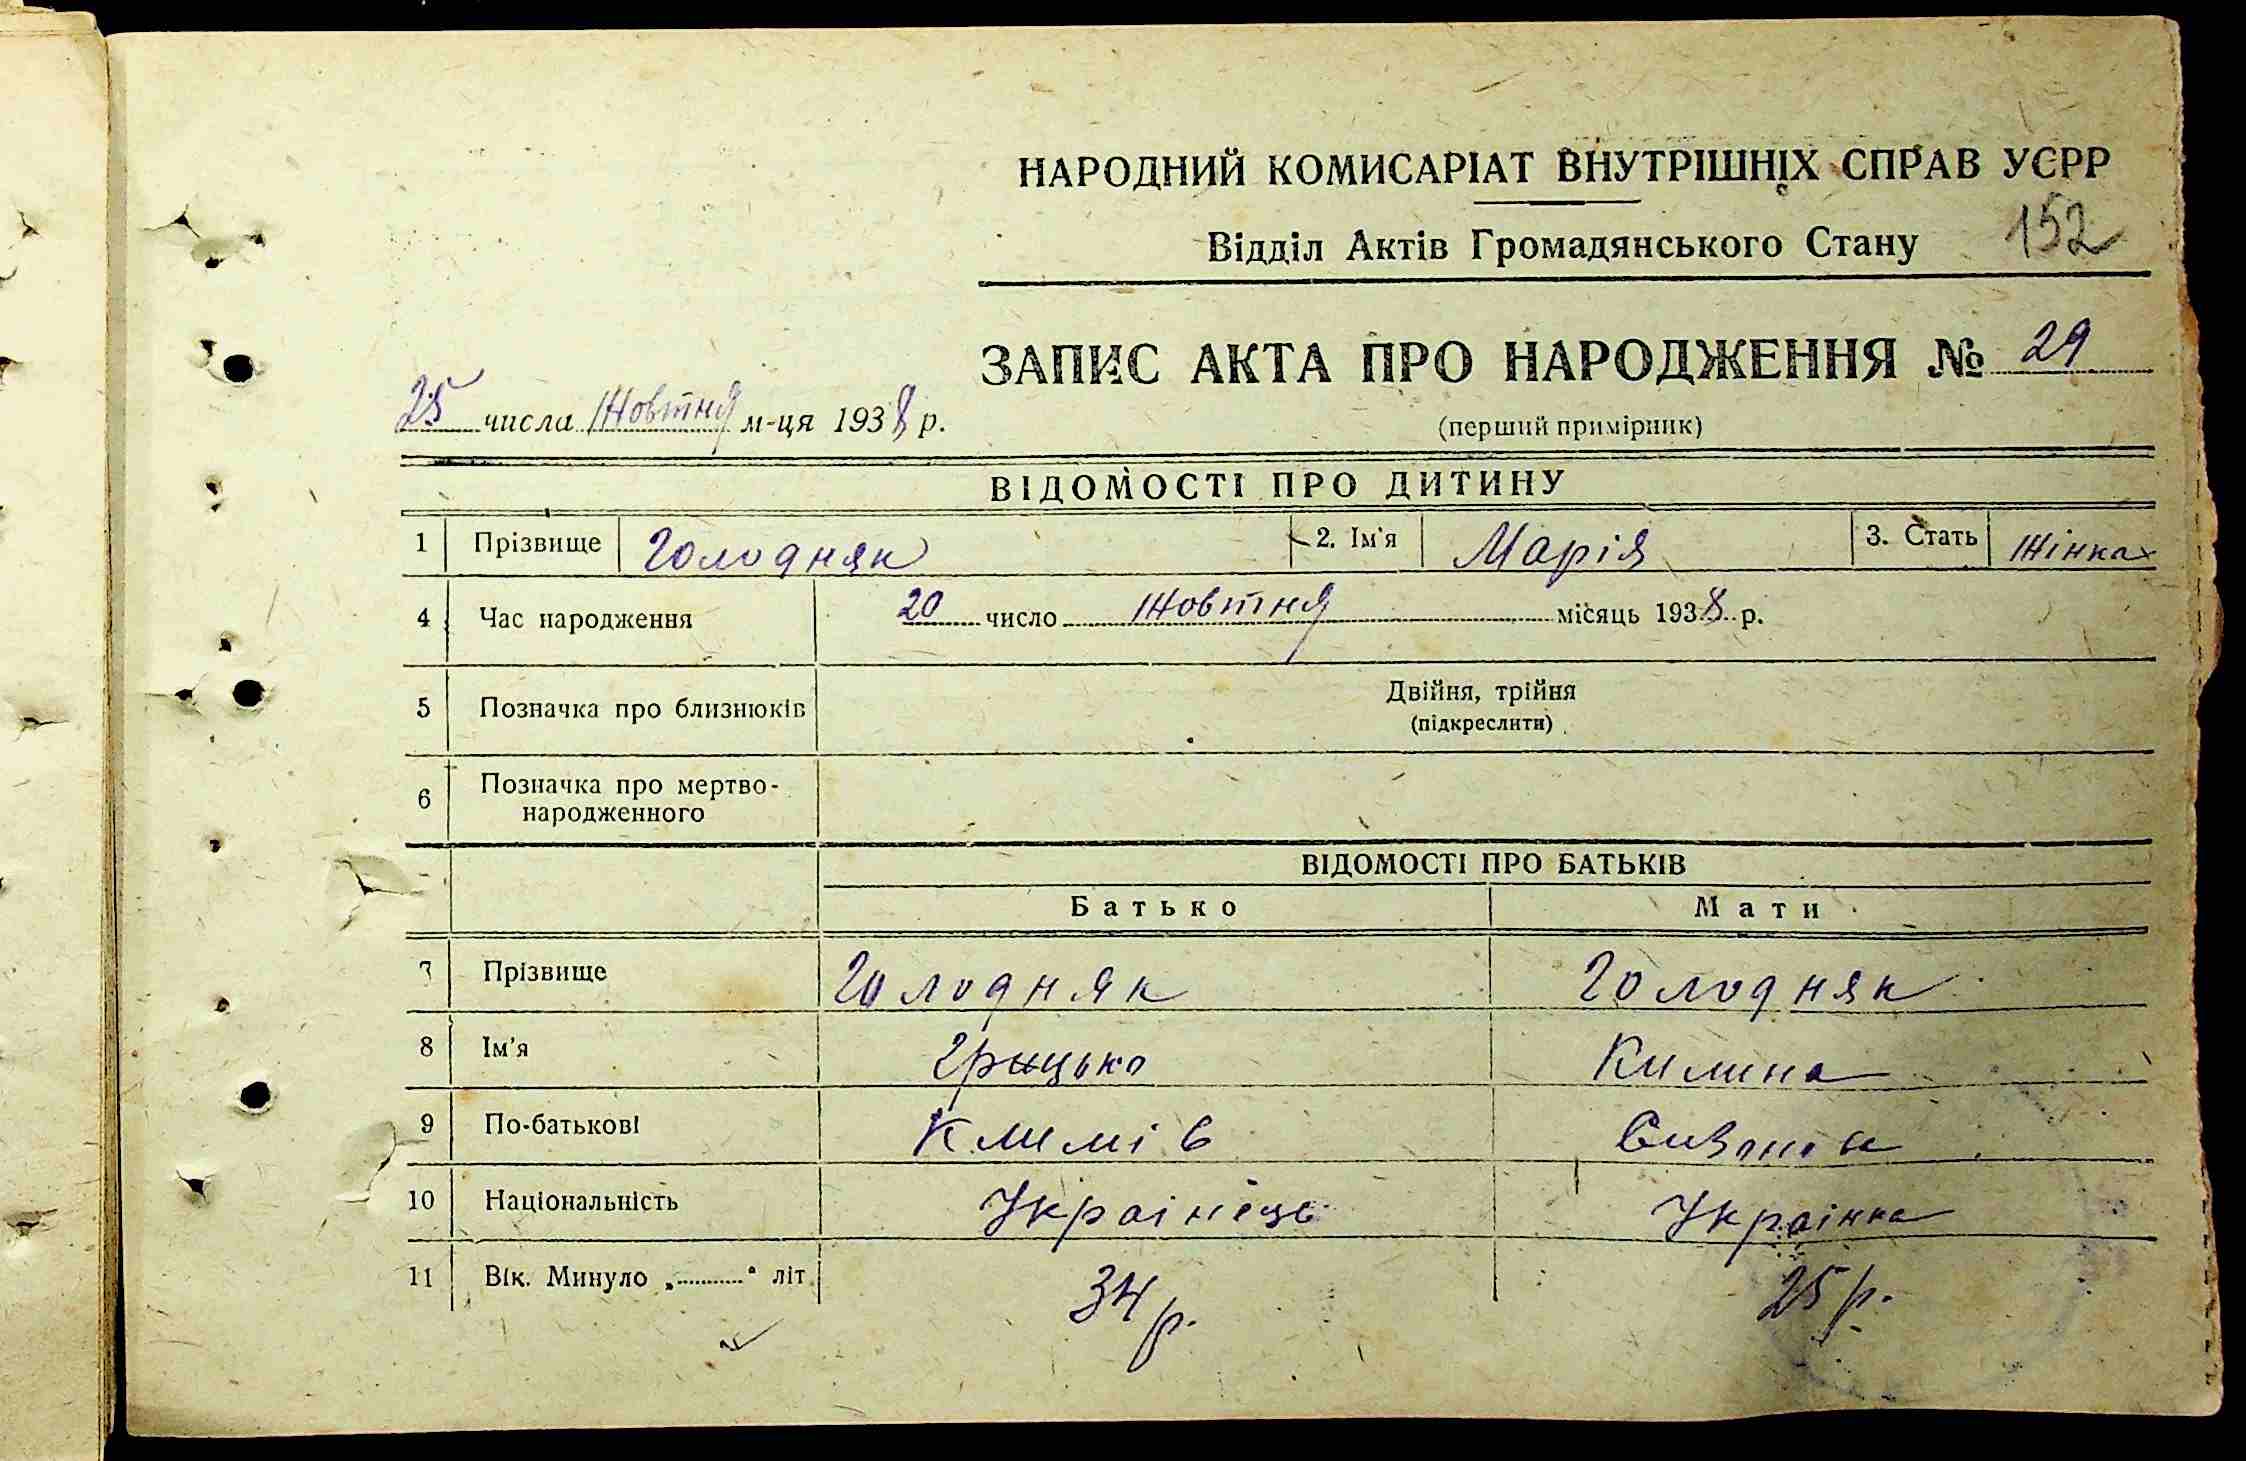 НАРОДНИЙ КОМИСАРІАТ ВНУТРІШНІХ СПРАВ УСРР
Відділ Актів Громадянського Стану 152
ЗАПИС АКТА ПРО НАРОДЖЕННЯ № 29
25 числа Жовтня м-ця 1938 р.
(перший примірник)
ВІДОМОСТІ ПРО ДИТИНУ
1 Прізвище Голодняк 2. Ім'я Марія 3. Стать Жінка
4 Час народження 20 число Жовтня місяць 1938 р.
5 Позначка про близнюків Двійня, трійня
(підкреслити)
6 Позначка про мертво-
народженного
ВІДОМОСТІ ПРО БАТЬКІВ
Батько Мати
7 Прізвище Голодняк Голодняк
8 Ім'я Грицько Килина
9 По-батькові Климів
10 Національність Українець Українка
11 Вік. Минуло „ “ літ 34 р. 25 р.